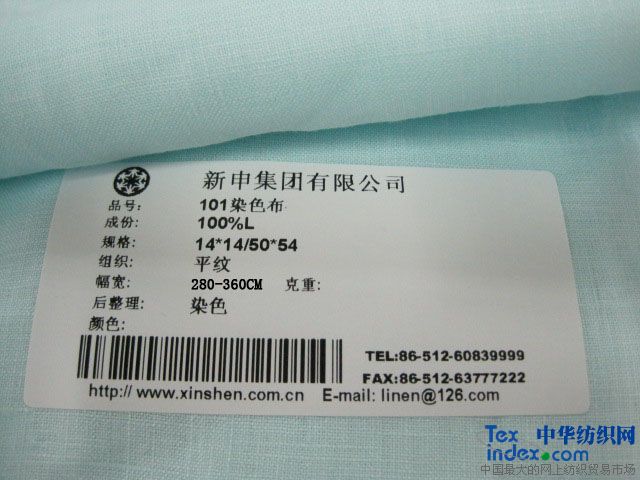 新申集团有限公司
品号: 101染色布
成份: 100%L
规格: 14*14/50*54
组织: 平纹
幅宽: 280-360CM 克重:
后整理: 染色
颜色:
TEL:86-512-60839999
FAX:86-512-63777222
http://www.xinshen.com.cn E-mail: linen@126.com
Tex 中华纺织网
index.com
中国最大的网上纺织贸易市场